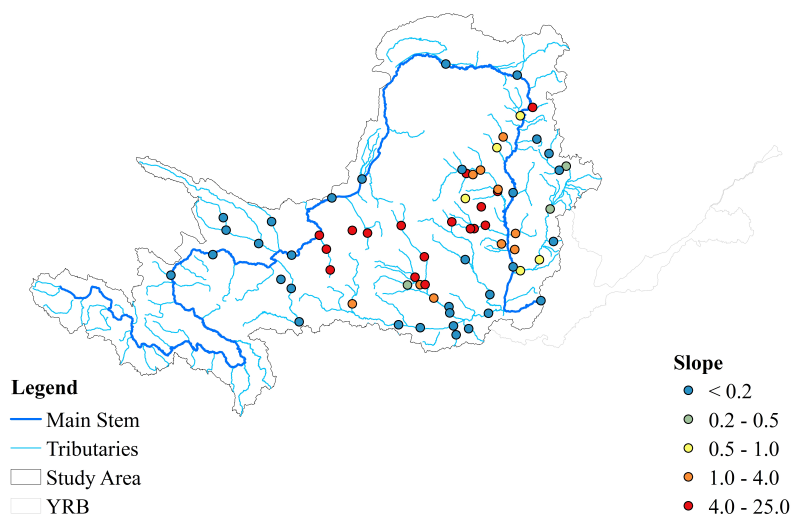 Legend
Main Stem
Tributaries
Study Area
YRB
Slope
< 0.2
0.2 - 0.5
0.5 - 1.0
1.0 - 4.0
4.0 - 25.0